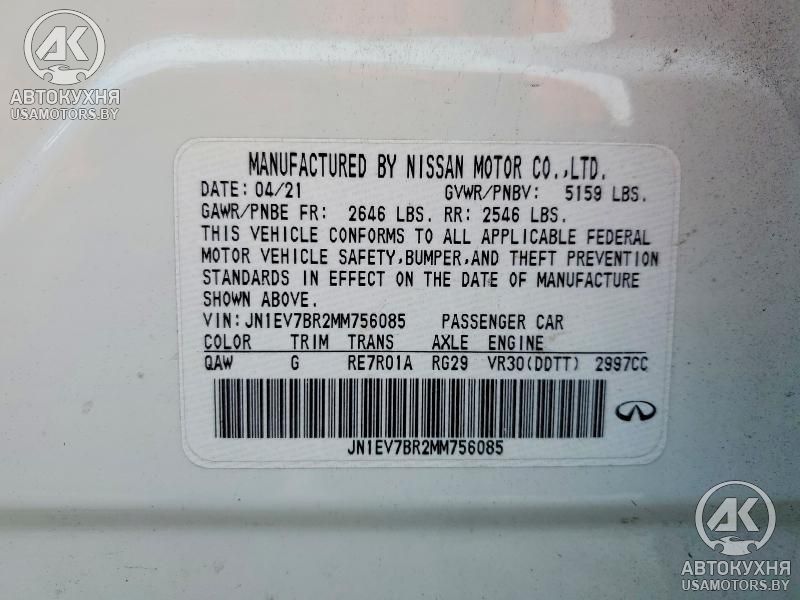 AK
АВТОКУХНЯ
USAMOTORS.BY
MANUFACTURED BY NISSAN MOTOR CO.,LTD.
DATE: 04/21 GVWR/PNBV: 5159 LBS.
GAWR/PNBE FR: 2646 LBS. RR: 2546 LBS.
THIS VEHICLE CONFORMS TO ALL APPLICABLE FEDERAL
MOTOR VEHICLE SAFETY,BUMPER,AND THEFT PREVENTION
STANDARDS IN EFFECT ON THE DATE OF MANUFACTURE
SHOWN ABOVE.
VIN:JN1EV7BR2MM756085 PASSENGER CAR
COLOR TRIM TRANS AXLE ENGINE
QAW G RE7R01A RG29 VR30(DDTT) 2997CC
JN1EV7BR2MM756085
AK
АВТОКУХНЯ
USAMOTORS.BY